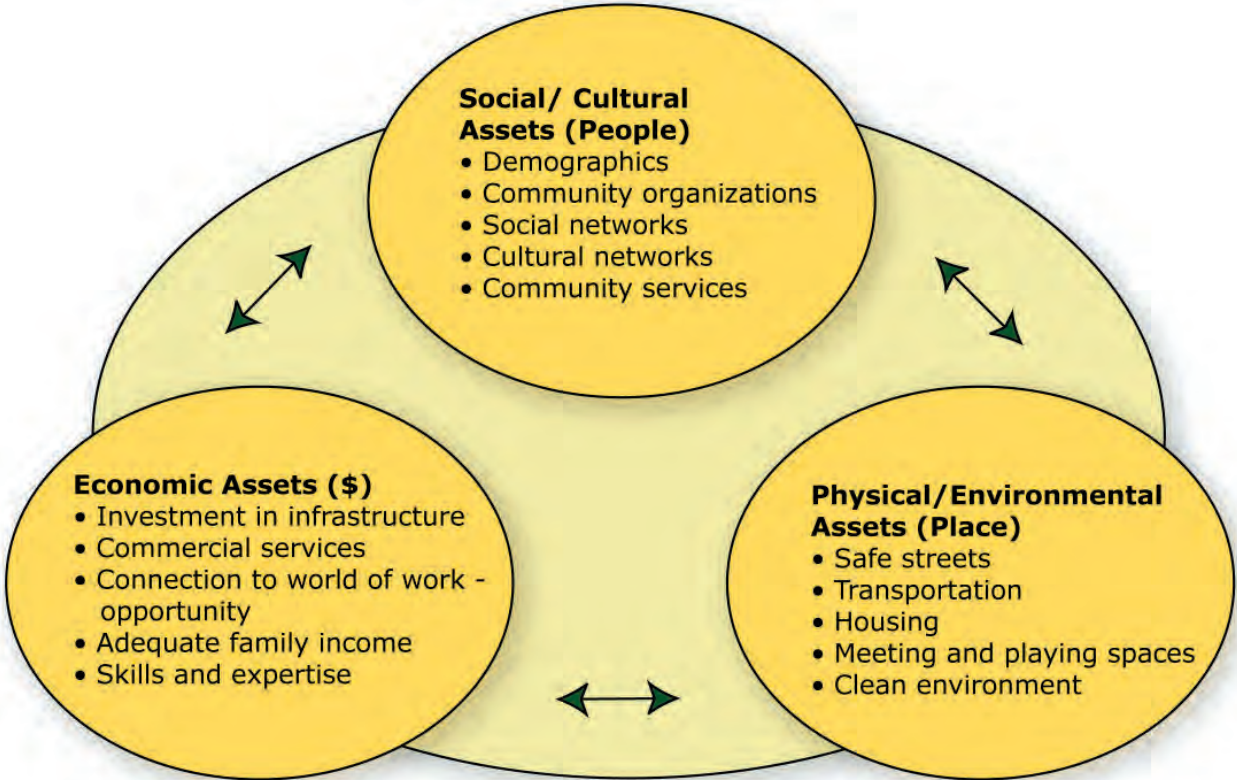 Social/ Cultural
Assets (People)
• Demographics
• Community organizations
• Social networks
• Cultural networks
• Community services
Economic Assets ($)
• Investment in infrastructure
• Commercial services
• Connection to world of work -
opportunity
• Adequate family income
• Skills and expertise
Physical/Environmental
Assets (Place)
• Safe streets
• Transportation
• Housing
• Meeting and playing spaces
• Clean environment